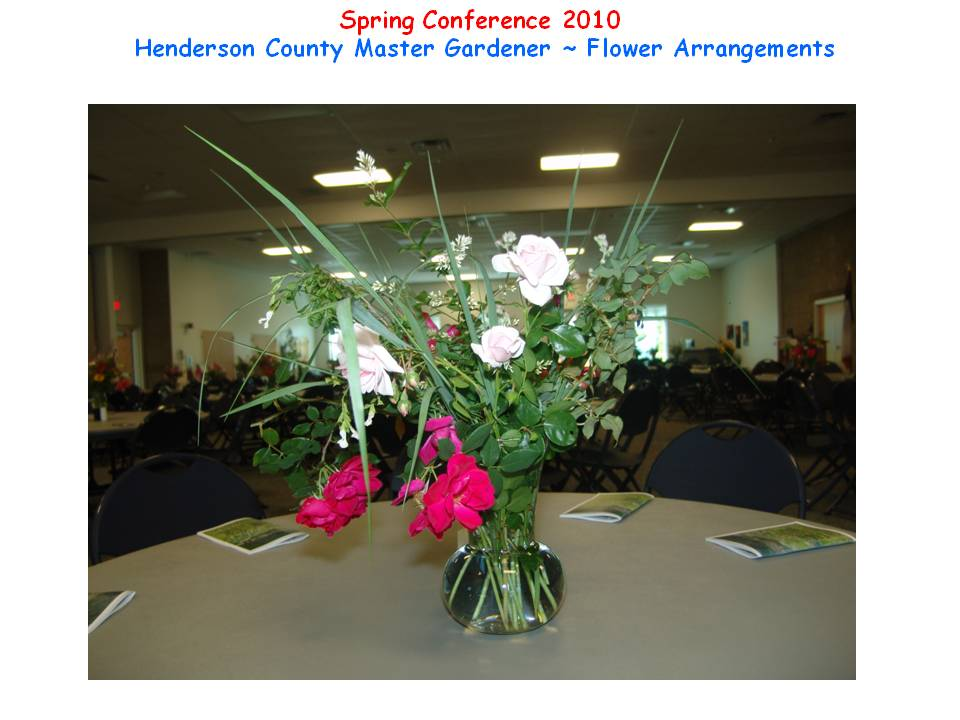 Spring Conference 2010
Henderson County Master Gardener ~ Flower Arrangements